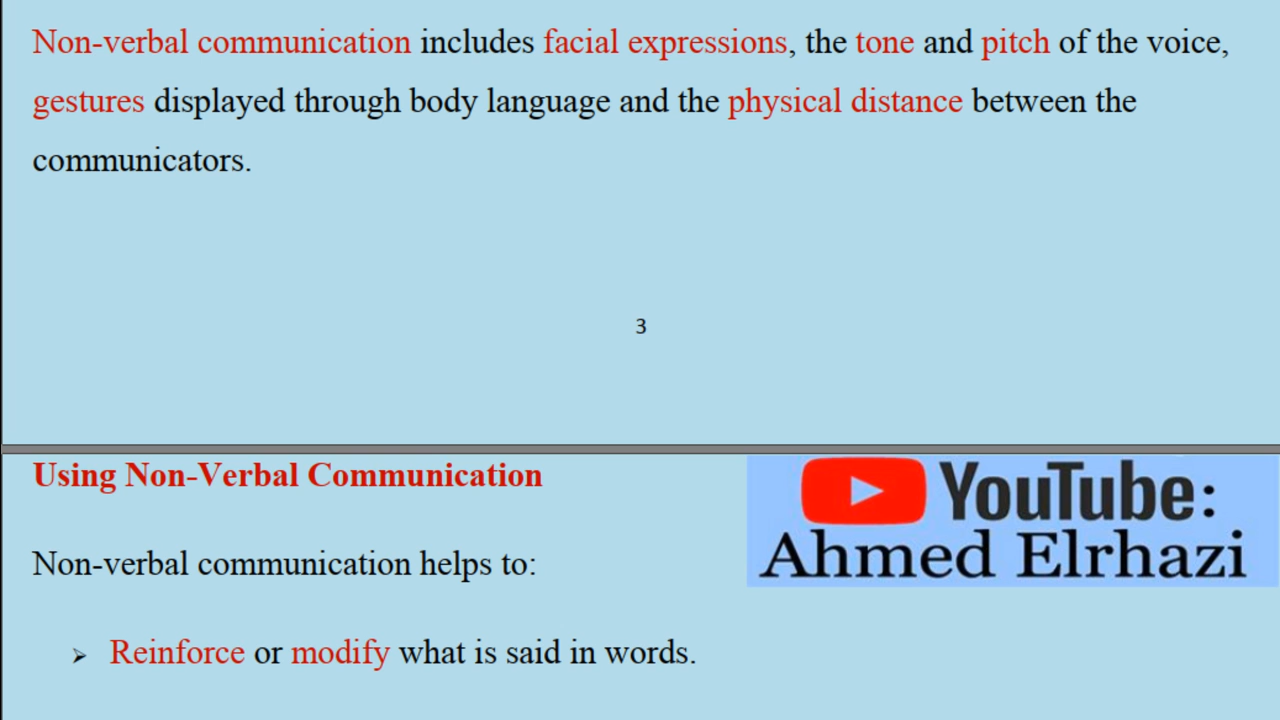 Non-verbal communication includes facial expressions, the tone and pitch of the voice,
gestures displayed through body language and the physical distance between the
communicators.
3
Using Non-Verbal Communication
YouTube:
Ahmed Elrhazi
Non-verbal communication helps to:
➢ Reinforce or modify what is said in words.